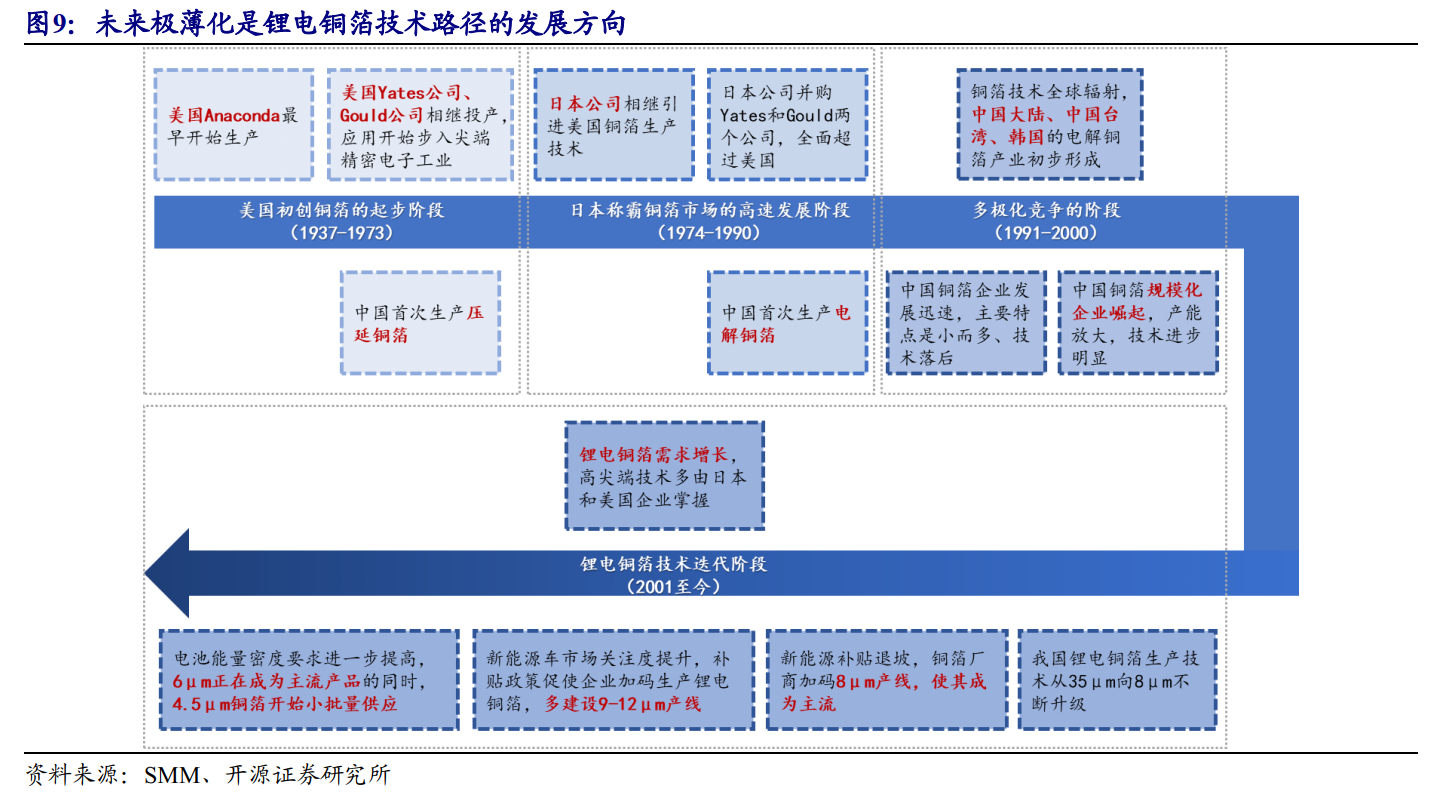 图9：未来极薄化是锂电铜箔技术路径的发展方向
美国Anaconda最
早开始生产
美国Yates公司、
Gould公司相继投产，
应用开始步入尖端
精密电子工业
日本公司相继引
进美国铜箔生产
技术
日本公司并购
Yates和Gould两
个公司，全面超
过美国
铜箔技术全球辐射，
中国大陆、中国台
湾、韩国的电解铜
箔产业初步形成
美国初创铜箔的起步阶段
（1937-1973）
日本称霸铜箔市场的高速发展阶段
（1974-1990）
多极化竞争的阶段
（1991-2000）
中国首次生产压
延铜箔
中国首次生产电
解铜箔
中国铜箔企业发
展迅速，主要特
点是小而多、技
术落后
中国铜箔规模化
企业崛起，产能
放大，技术进步
明显
锂电铜箔需求增长，
高尖端技术多由日本
和美国企业掌握
锂电铜箔技术迭代阶段
（2001至今）
电池能量密度要求进一步提高，
6μm正在成为主流产品的同时，
4.5μm铜箔开始小批量供应
新能源车市场关注度提升，补
贴政策促使企业加码生产锂电
铜箔，多建设9-12μm产线
新能源补贴退坡，铜箔厂
商加码8μm产线，使其成
为主流
我国锂电铜箔生产技
术从35μm向8μm不
断升级
资料来源：SMM、开源证券研究所